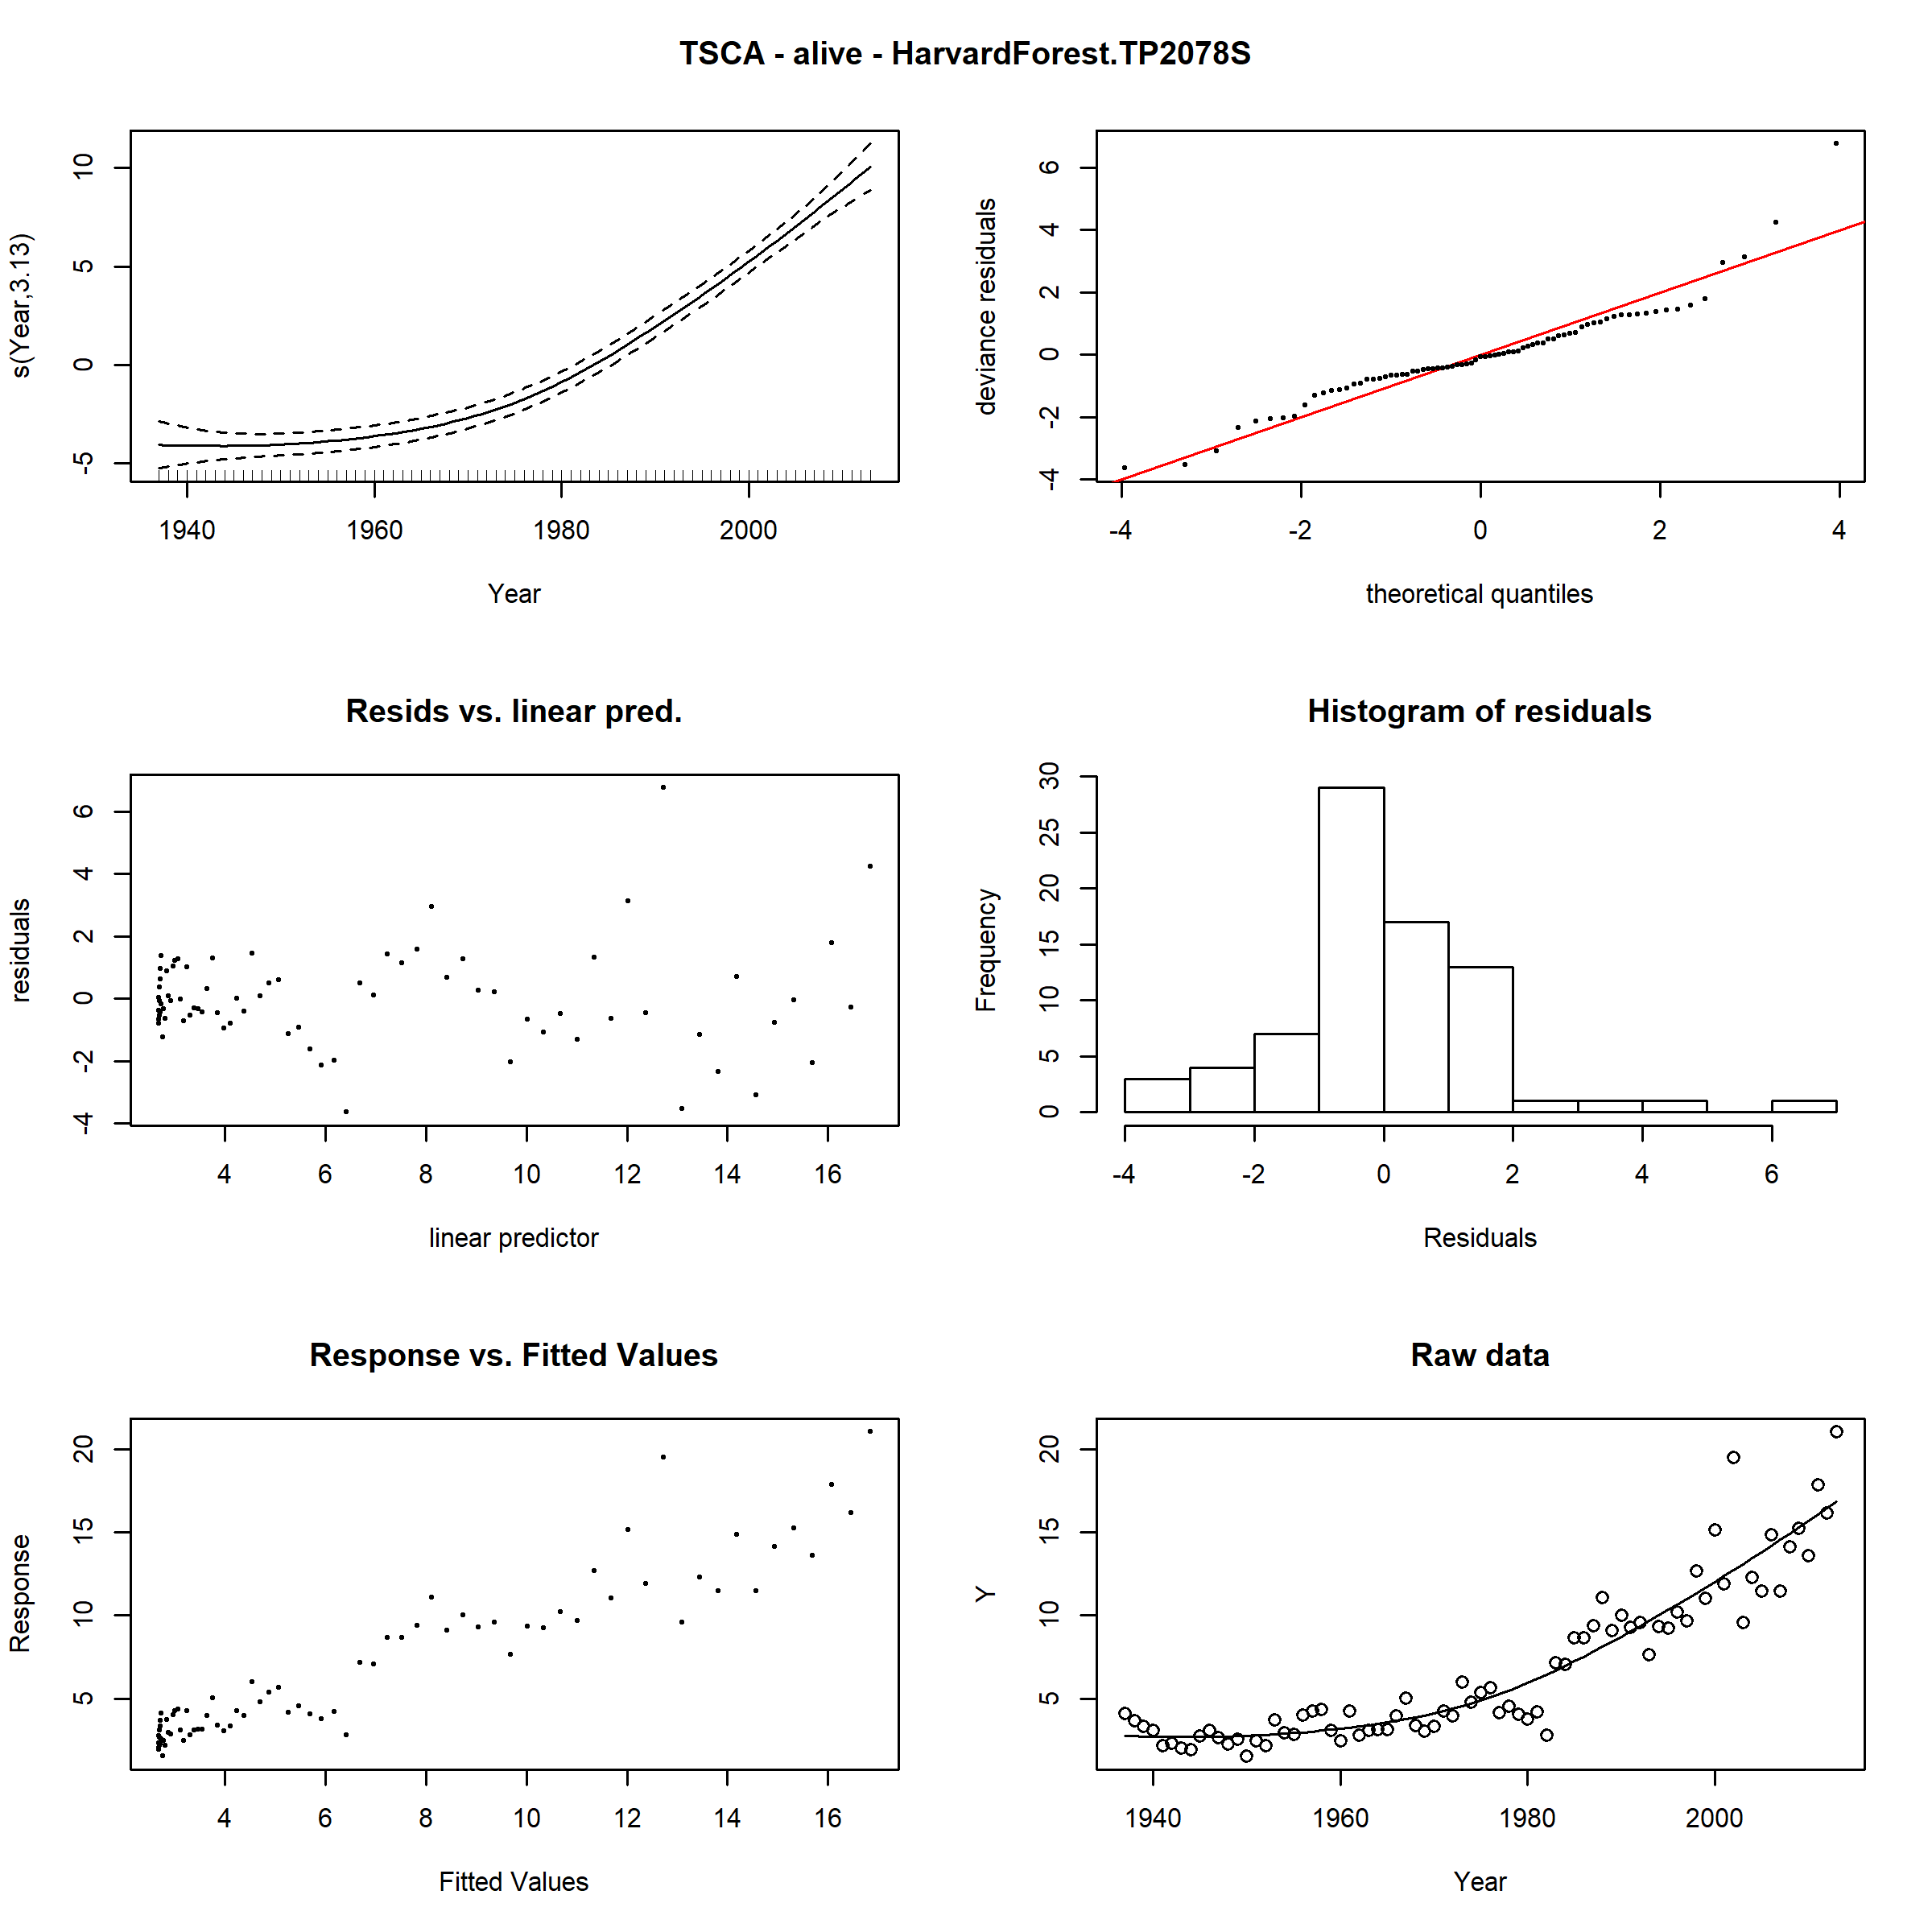 TSCA - alive - HarvardForest.TP2078S
s(Year,3.13)
10
5
0
-5
1940 1960 1980 2000
Year
deviance residuals
6
4
2
0
-2
-4
-4 -2 0 2 4
theoretical quantiles
Resids vs. linear pred.
residuals
6
4
2
0
-2
-4
4 6 8 10 12 14 16
linear predictor
Histogram of residuals
Frequency
30
25
20
15
10
5
0
-4 -2 0 2 4 6
Residuals
Response vs. Fitted Values
Response
20
15
10
5
4 6 8 10 12 14 16
Fitted Values
Raw data
Y
20
15
10
5
1940 1960 1980 2000
Year